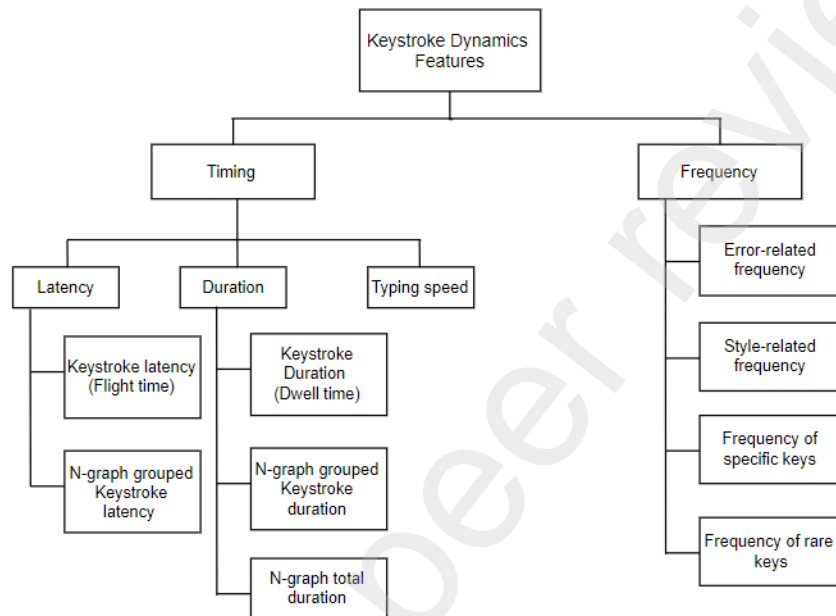 Keystroke Dynamics
Features
Timing
Frequency
Latency
Duration
Typing speed
Keystroke latency
(Flight time)
N-graph grouped
Keystroke
latency
Keystroke
Duration
(Dwell time)
N-graph grouped
Keystroke
duration
N-graph total
duration
Error-related
frequency
Style-related
frequency
Frequency of
specific keys
Frequency of rare
keys
peer revie